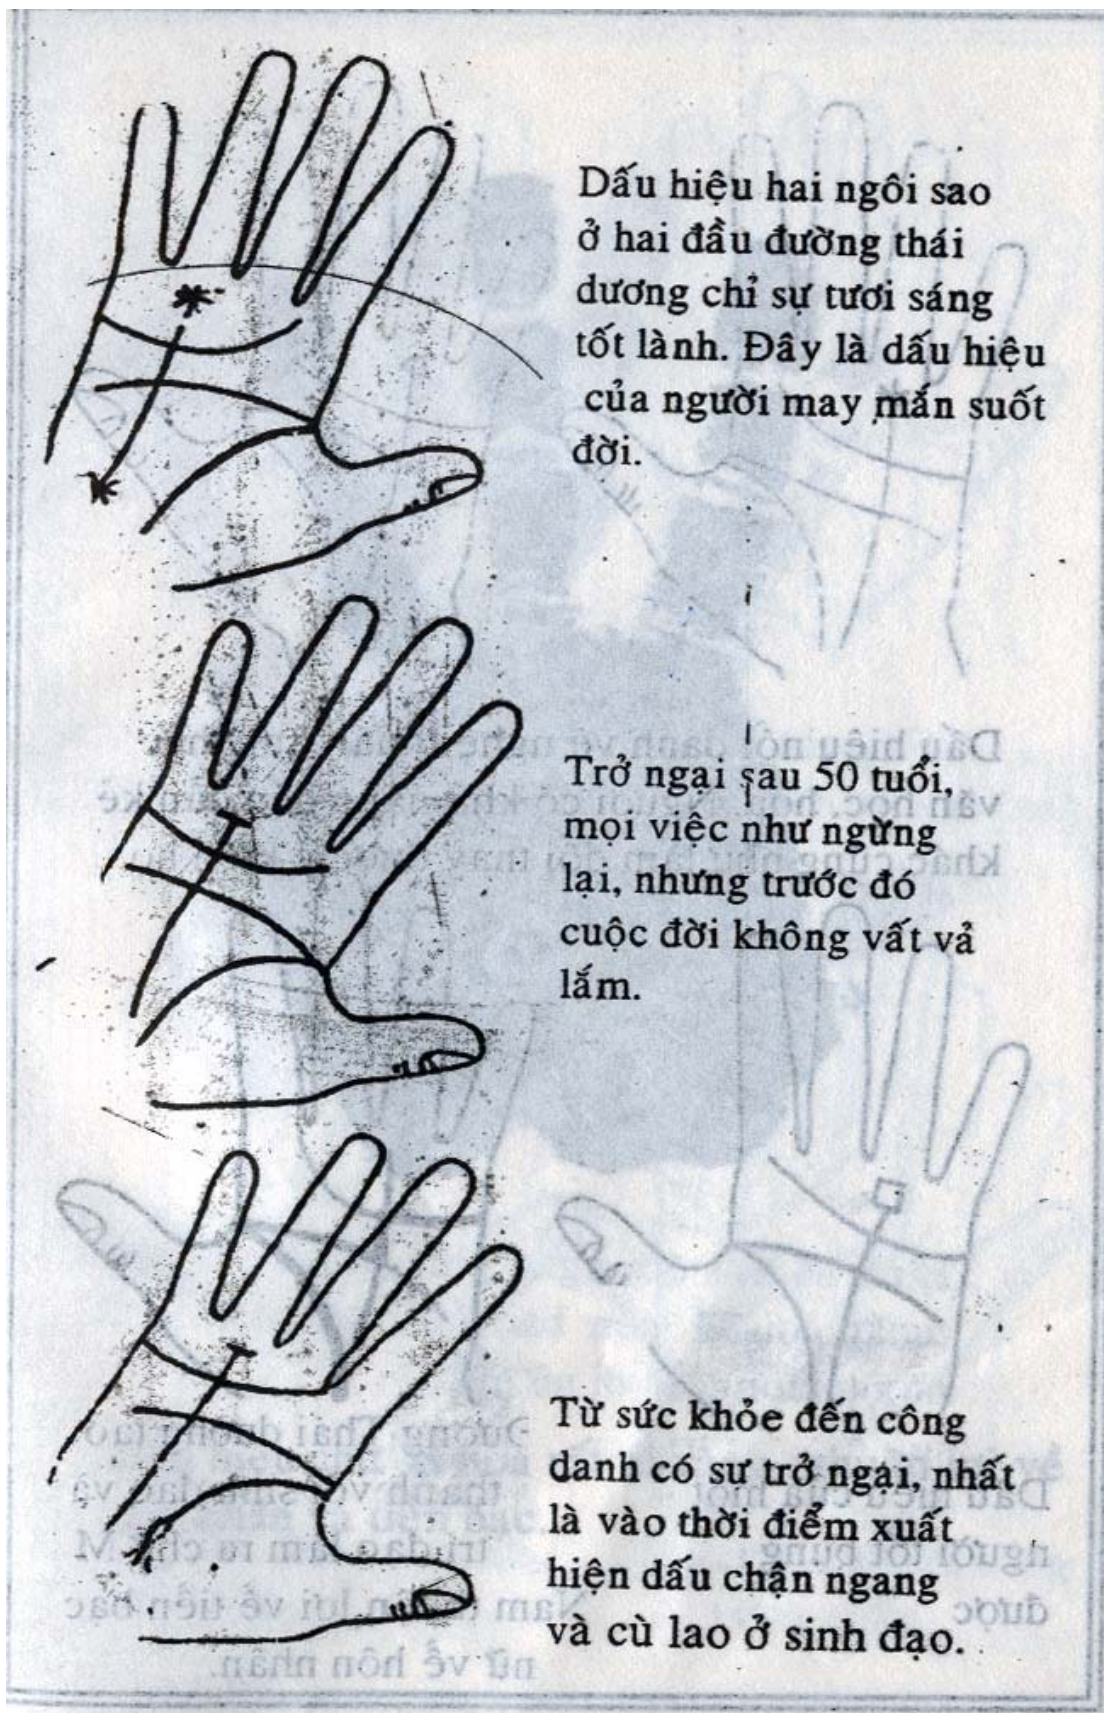 Dấu hiệu hai ngôi sao
ở hai đầu đường thái
dương chỉ sự tươi sáng
tốt lành. Đây là dấu hiệu
của người may mắn suốt
đời.
Trở ngại sau 50 tuổi,
mọi việc như ngừng
lại, nhưng trước đó
cuộc đời không vất vả
lắm.
Từ sức khỏe đến công
danh có sự trở ngại, nhất
là vào thời điểm xuất
hiện dấu chận ngang
và cù lao ở sinh đạo.